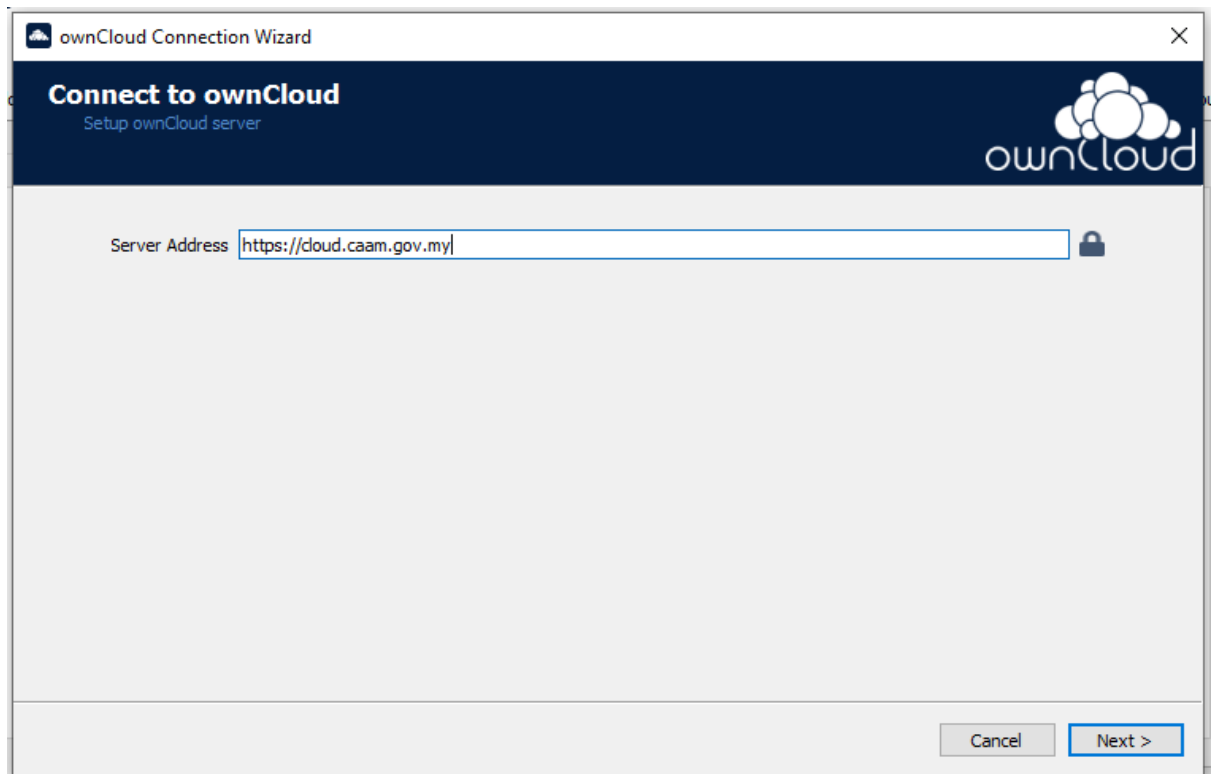 ownCloud Connection Wizard
Connect to ownCloud
Setup ownCloud server
ownCloud
Server Address https://cloud.caam.gov.my
Cancel Next >